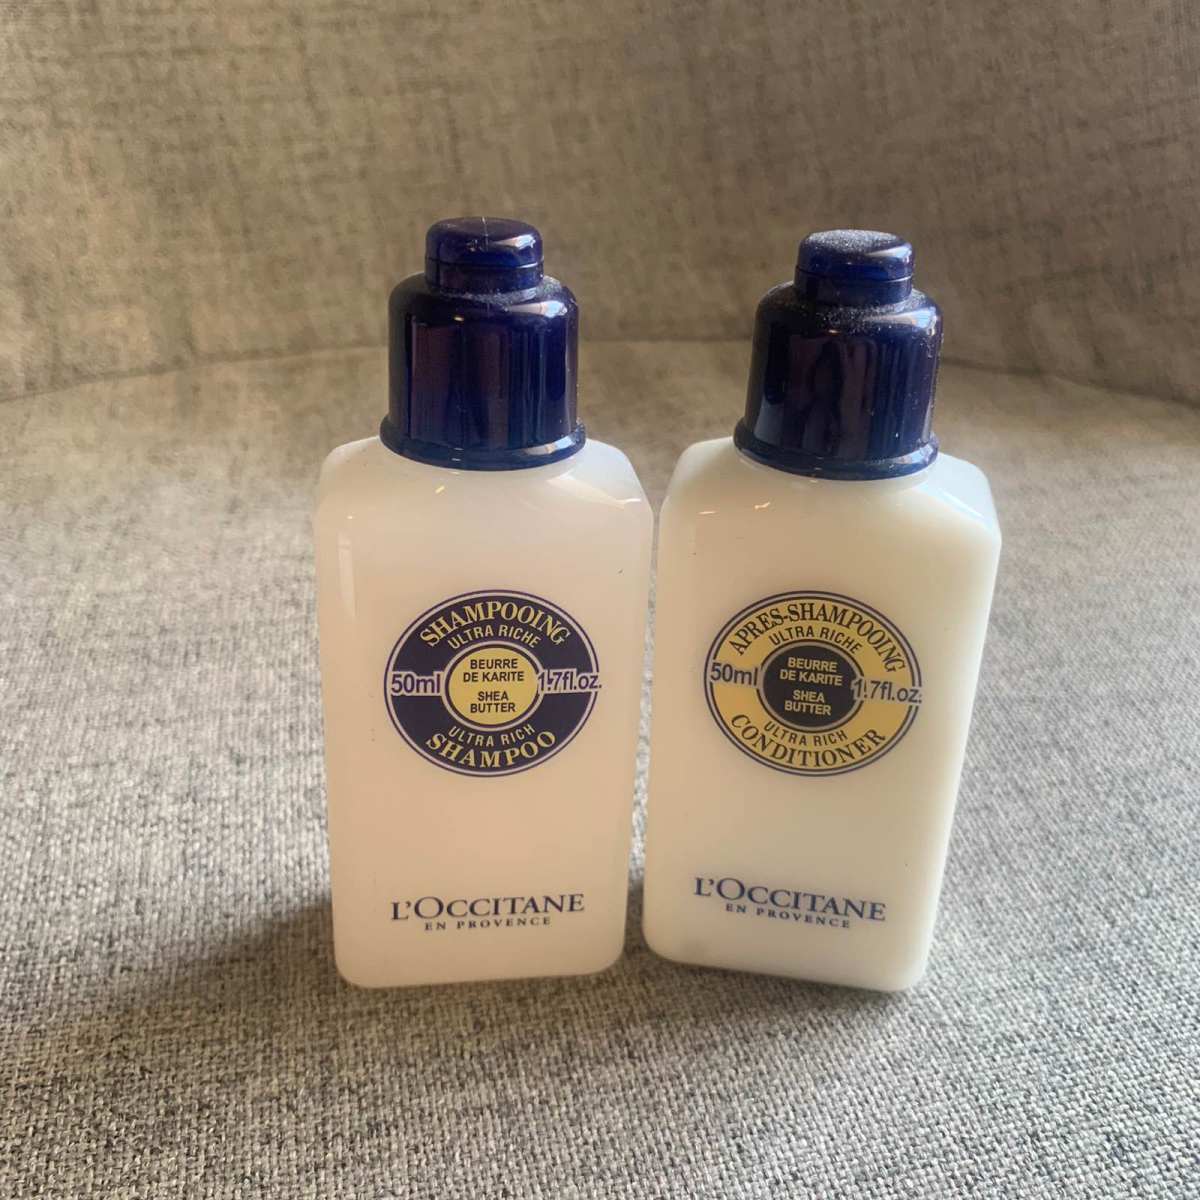 SHAMPOOING
ULTRA RICHE
50ml
BEURRE
DE KARITE
SHEA
BUTTER
1.7fl.oz.
ULTRA RICH
SHAMPOO
L'OCCITANE
EN PROVENCE
APRES-SHAMPOOING
ULTRA RICHE
50ml
BEURRE
DE KARITE
SHEA
BUTTER
1.7fl.oz.
ULTRA RICH
CONDITIONER
L'OCCITANE
EN PROVENCE